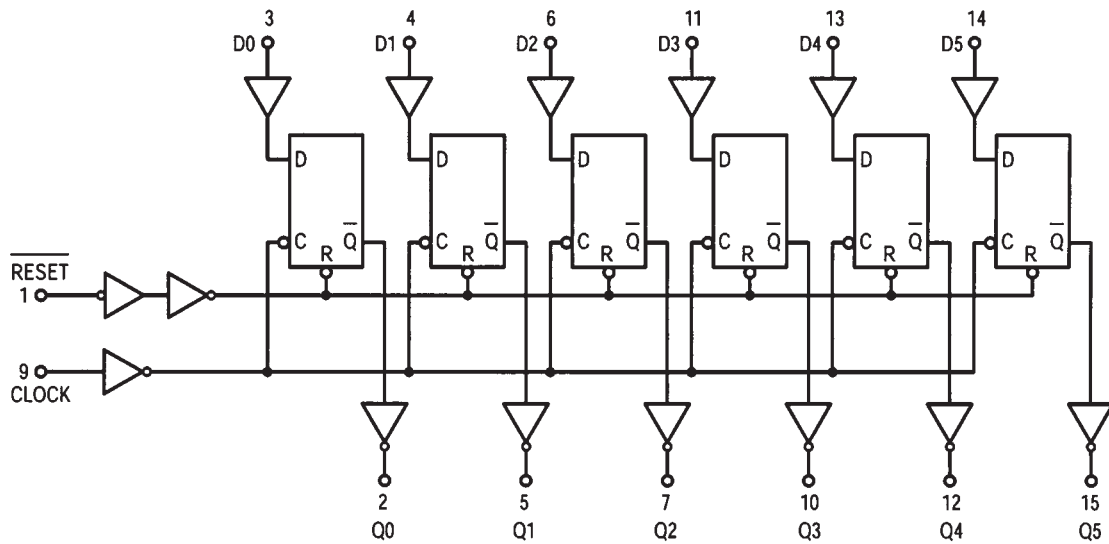 3 4 6 11 13 14
D0 D1 D2 D3 D4 D5
D D D D D D
C Q̅ C Q̅ C Q̅ C Q̅ C Q̅ C Q̅
R R R R R R
R̅E̅S̅E̅T̅
1
9
CLOCK
2 5 7 10 12 15
Q0 Q1 Q2 Q3 Q4 Q5